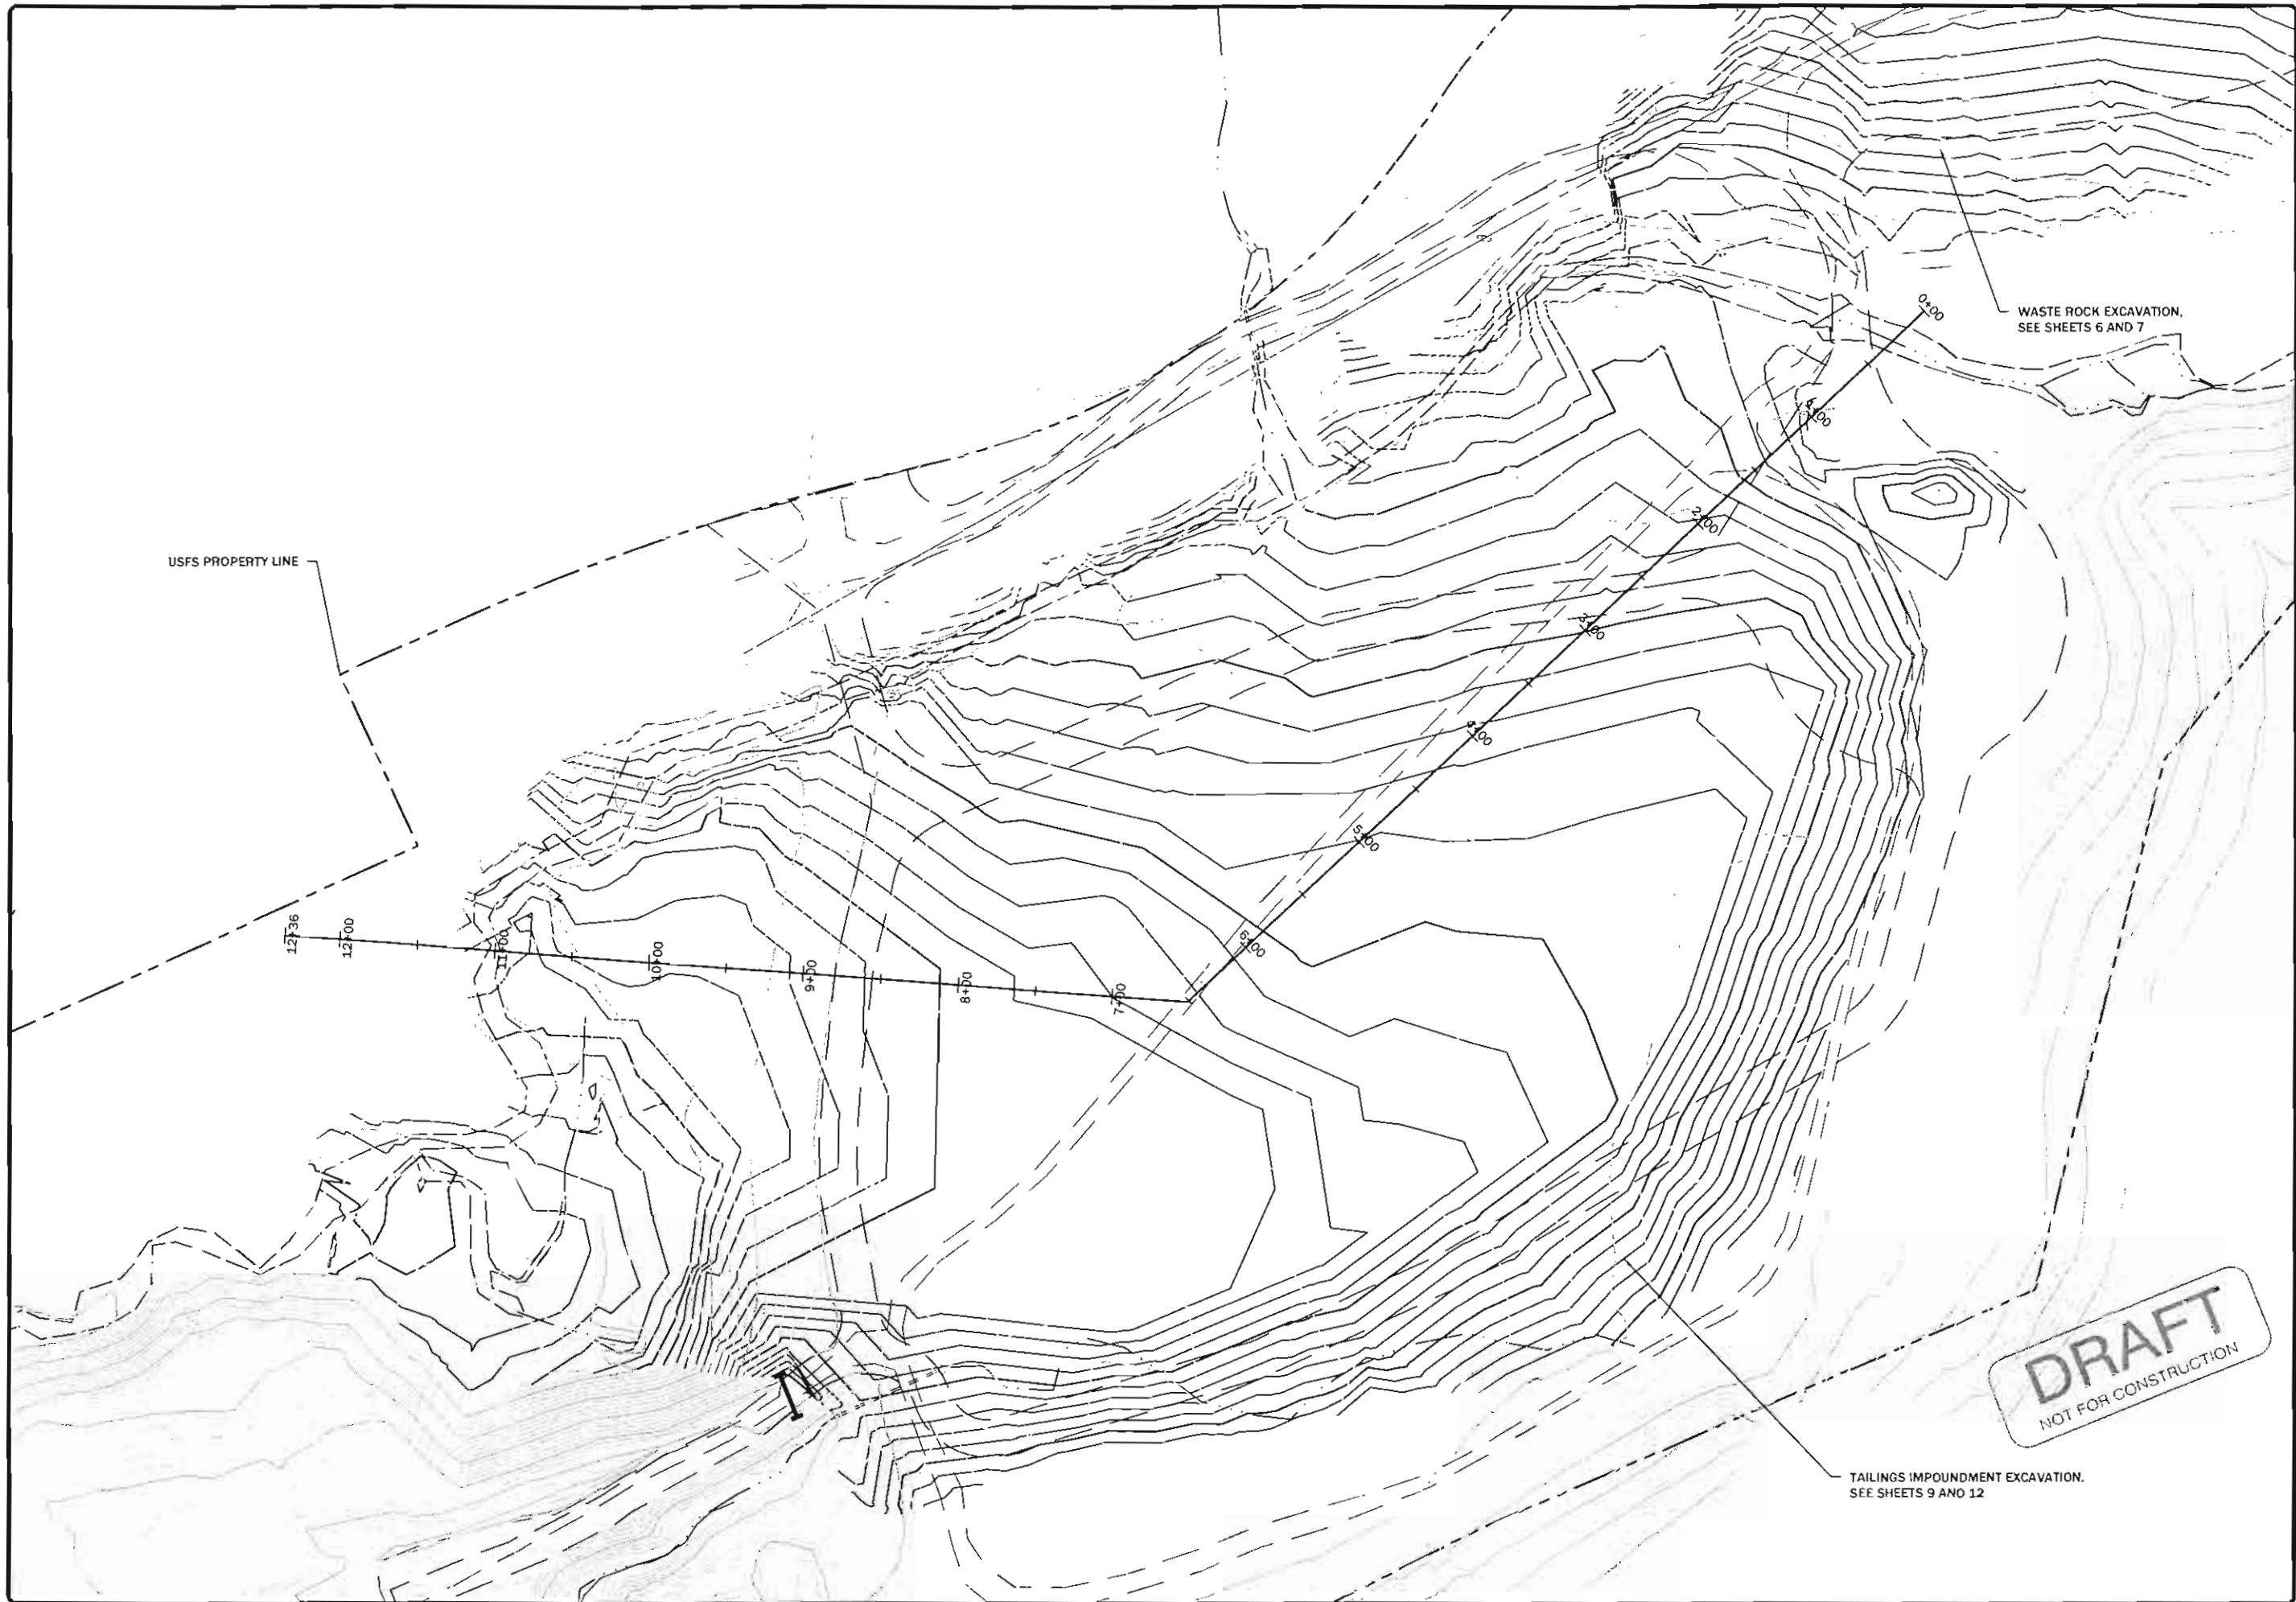 0+00
WASTE ROCK EXCAVATION,
SEE SHEETS 6 AND 7
2+00
USFS PROPERTY LINE
3+00
4+00
5+00
12+36
12+00
11+00
10+00
9+00
8+00
7+00
6+00
DRAFT
NOT FOR CONSTRUCTION
TAILINGS IMPOUNDMENT EXCAVATION.
SEE SHEETS 9 AND 12